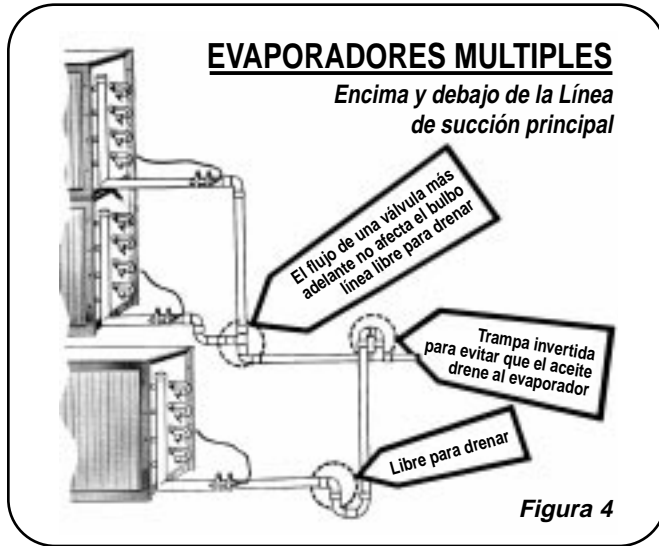 EVAPORADORES MULTIPLES
Encima y debajo de la Línea
de succión principal
El flujo de una válvula más
adelante no afecta el bulbo
línea libre para drenar
Trampa invertida
para evitar que el aceite
drene al evaporador
Libre para drenar
Figura 4